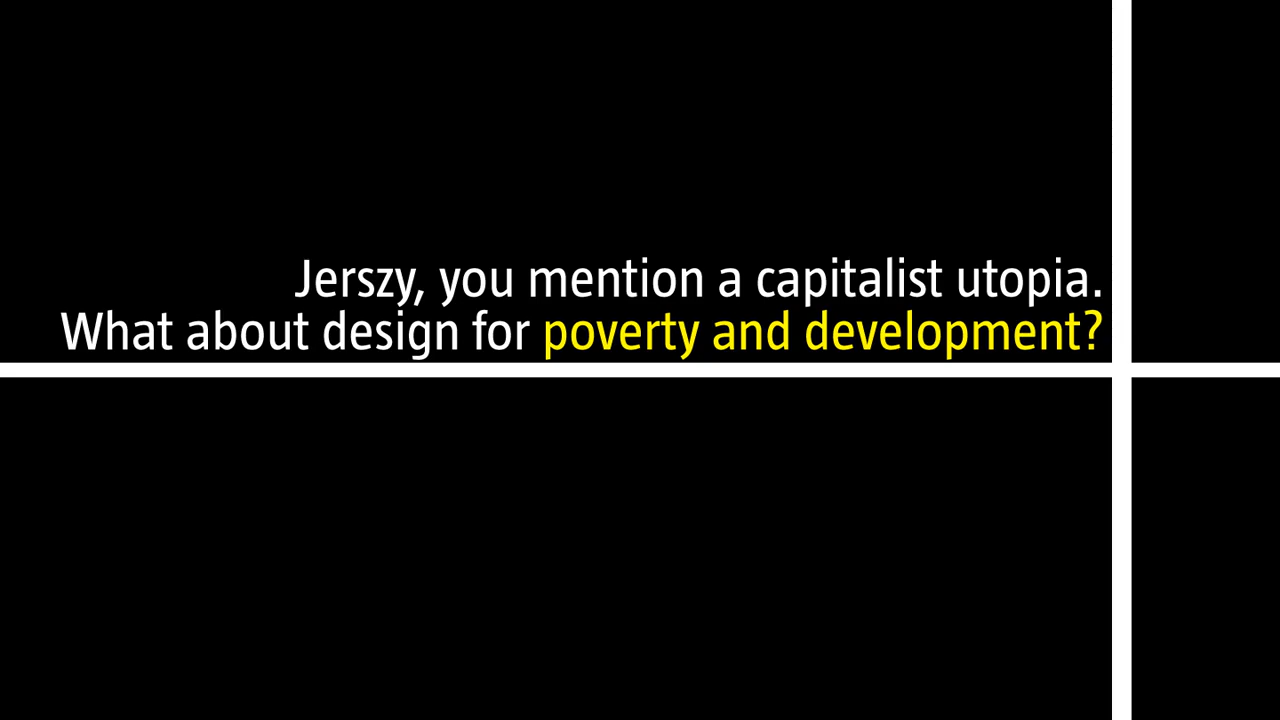 Jerszy, you mention a capitalist utopia.
What about design for poverty and development?